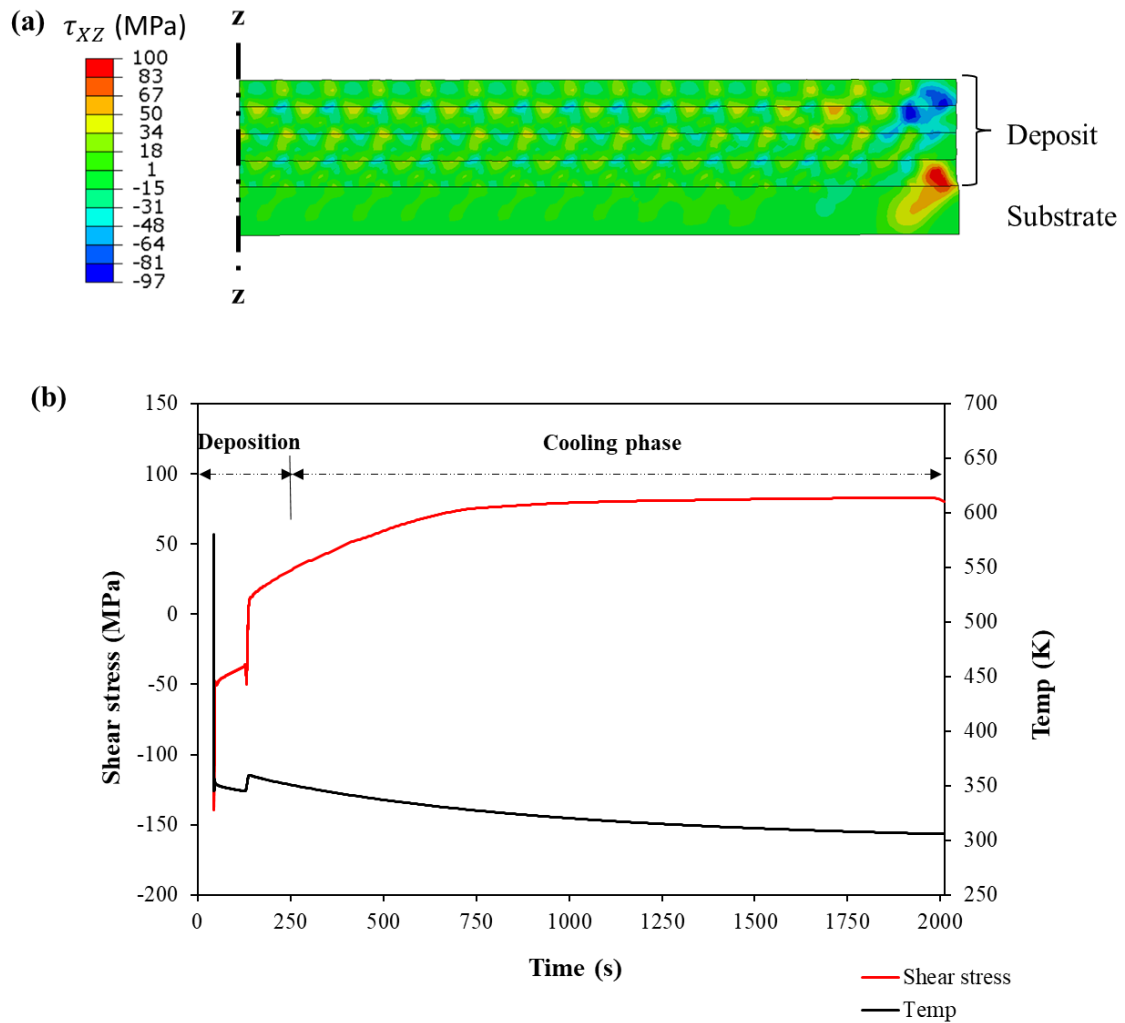 (a) τXZ (MPa)
z
100
83
67
50
34
18
1
-15
-31
-48
-64
-81
-97
Deposit
Substrate
z
(b)
150
100
50
0
-50
-100
-150
-200
Shear stress (MPa)
Deposition
Cooling phase
700
650
600
550
500
450
400
350
300
250
Temp (K)
0 250 500 750 1000 1250 1500 1750 2000
Time (s)
Shear stress
Temp